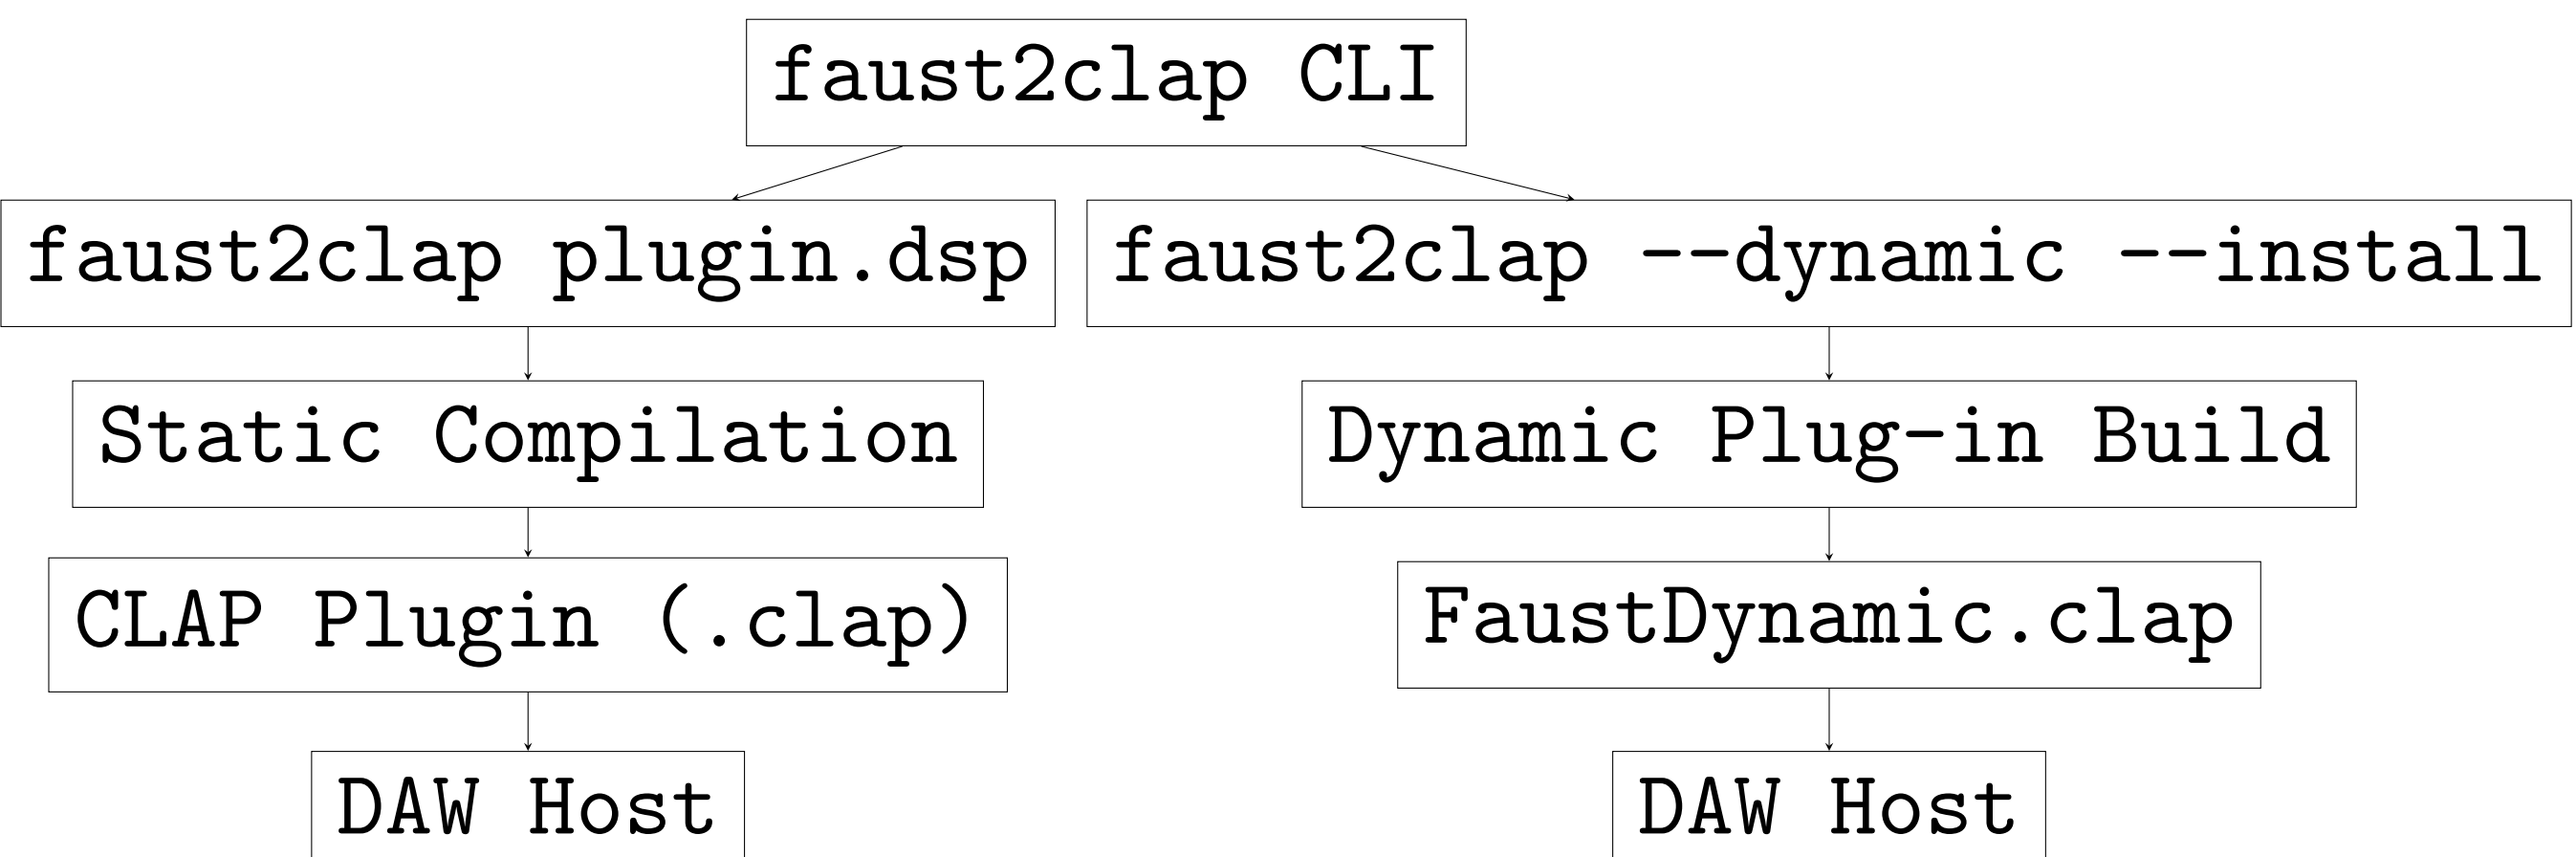 faust2clap CLI
faust2clap plugin.dsp
faust2clap --dynamic --install
Static Compilation
Dynamic Plug-in Build
CLAP Plugin (.clap)
FaustDynamic.clap
DAW Host
DAW Host